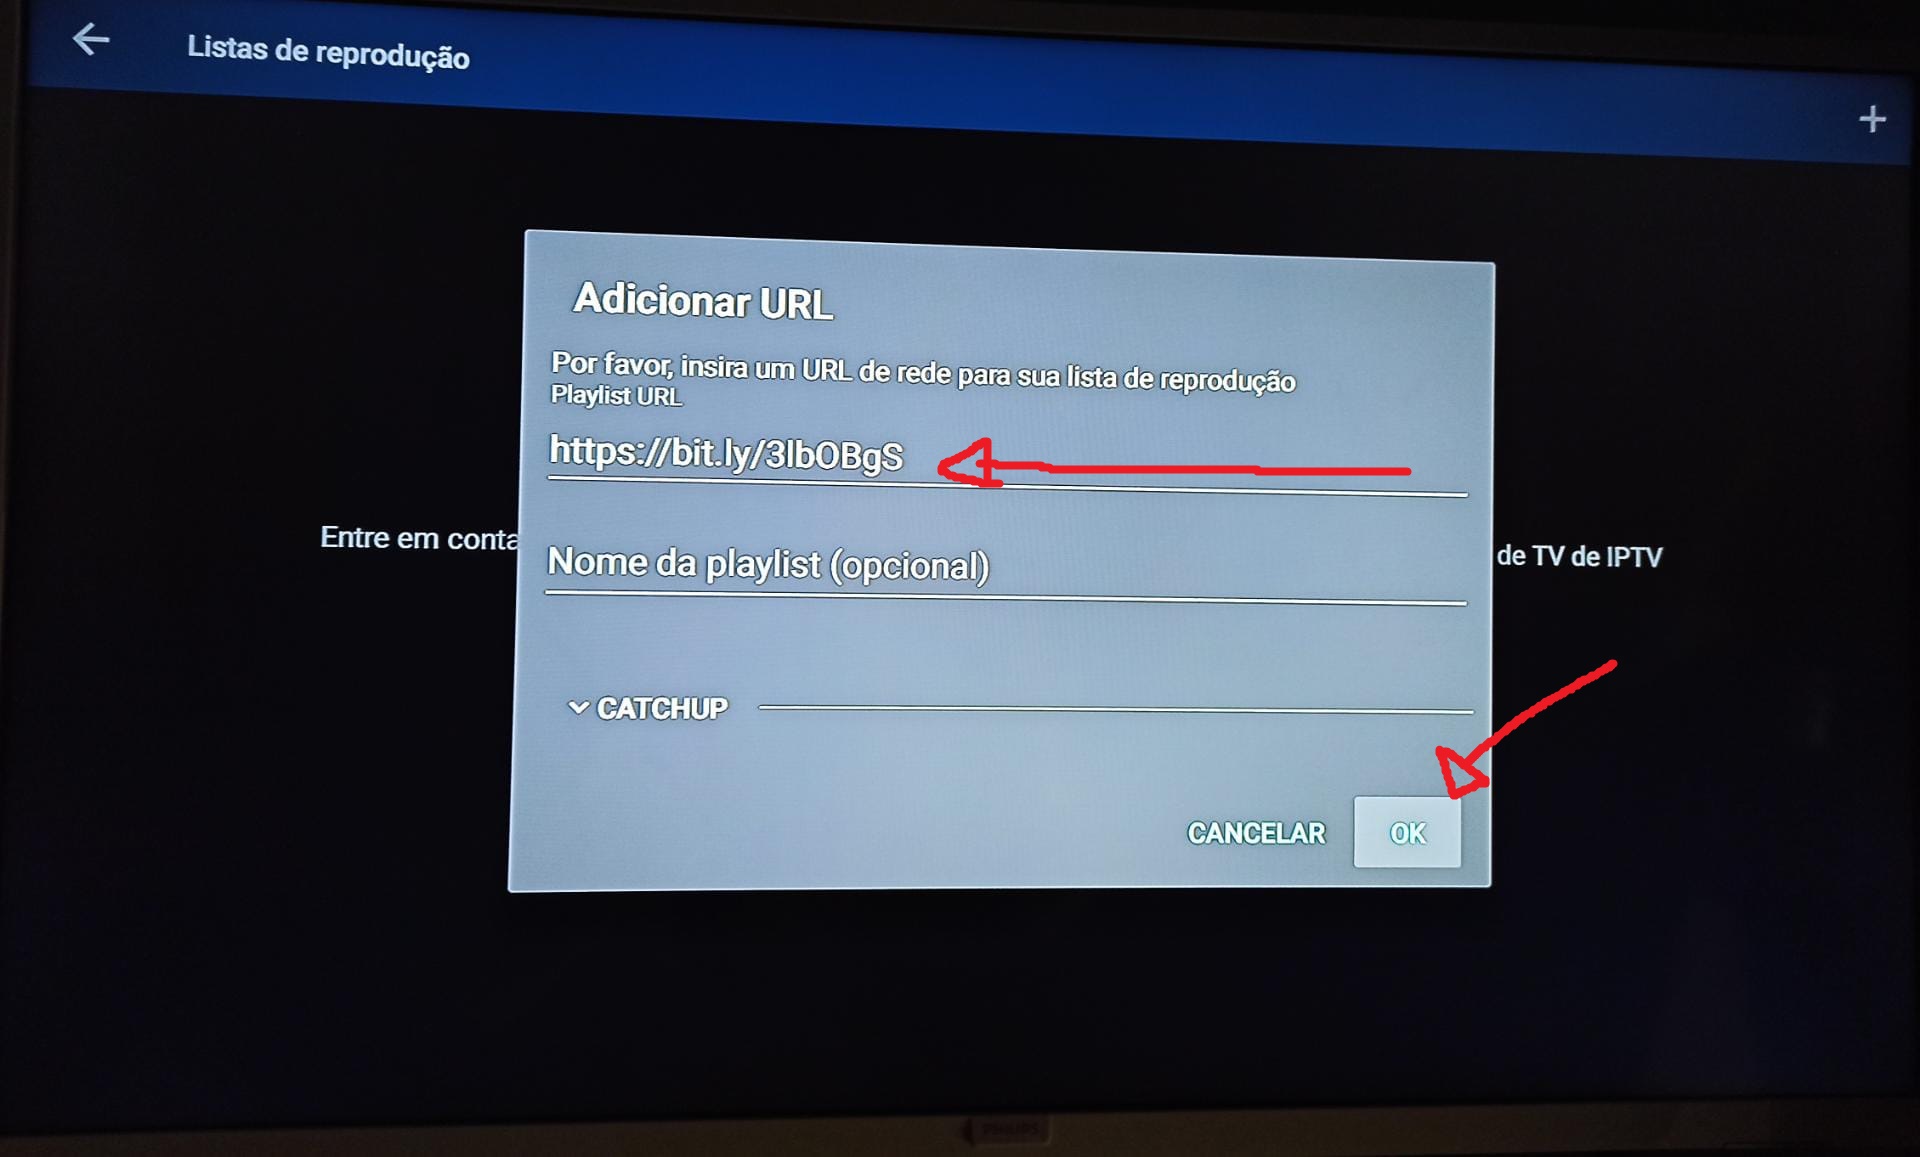 Listas de reprodução
Adicionar URL
Por favor, insira um URL de rede para sua lista de reprodução
Playlist URL
https://bit.ly/3lbOBgS
Entre em conta
de TV de IPTV
Nome da playlist (opcional)
CATCHUP
CANCELAR
OK
PHILIPS